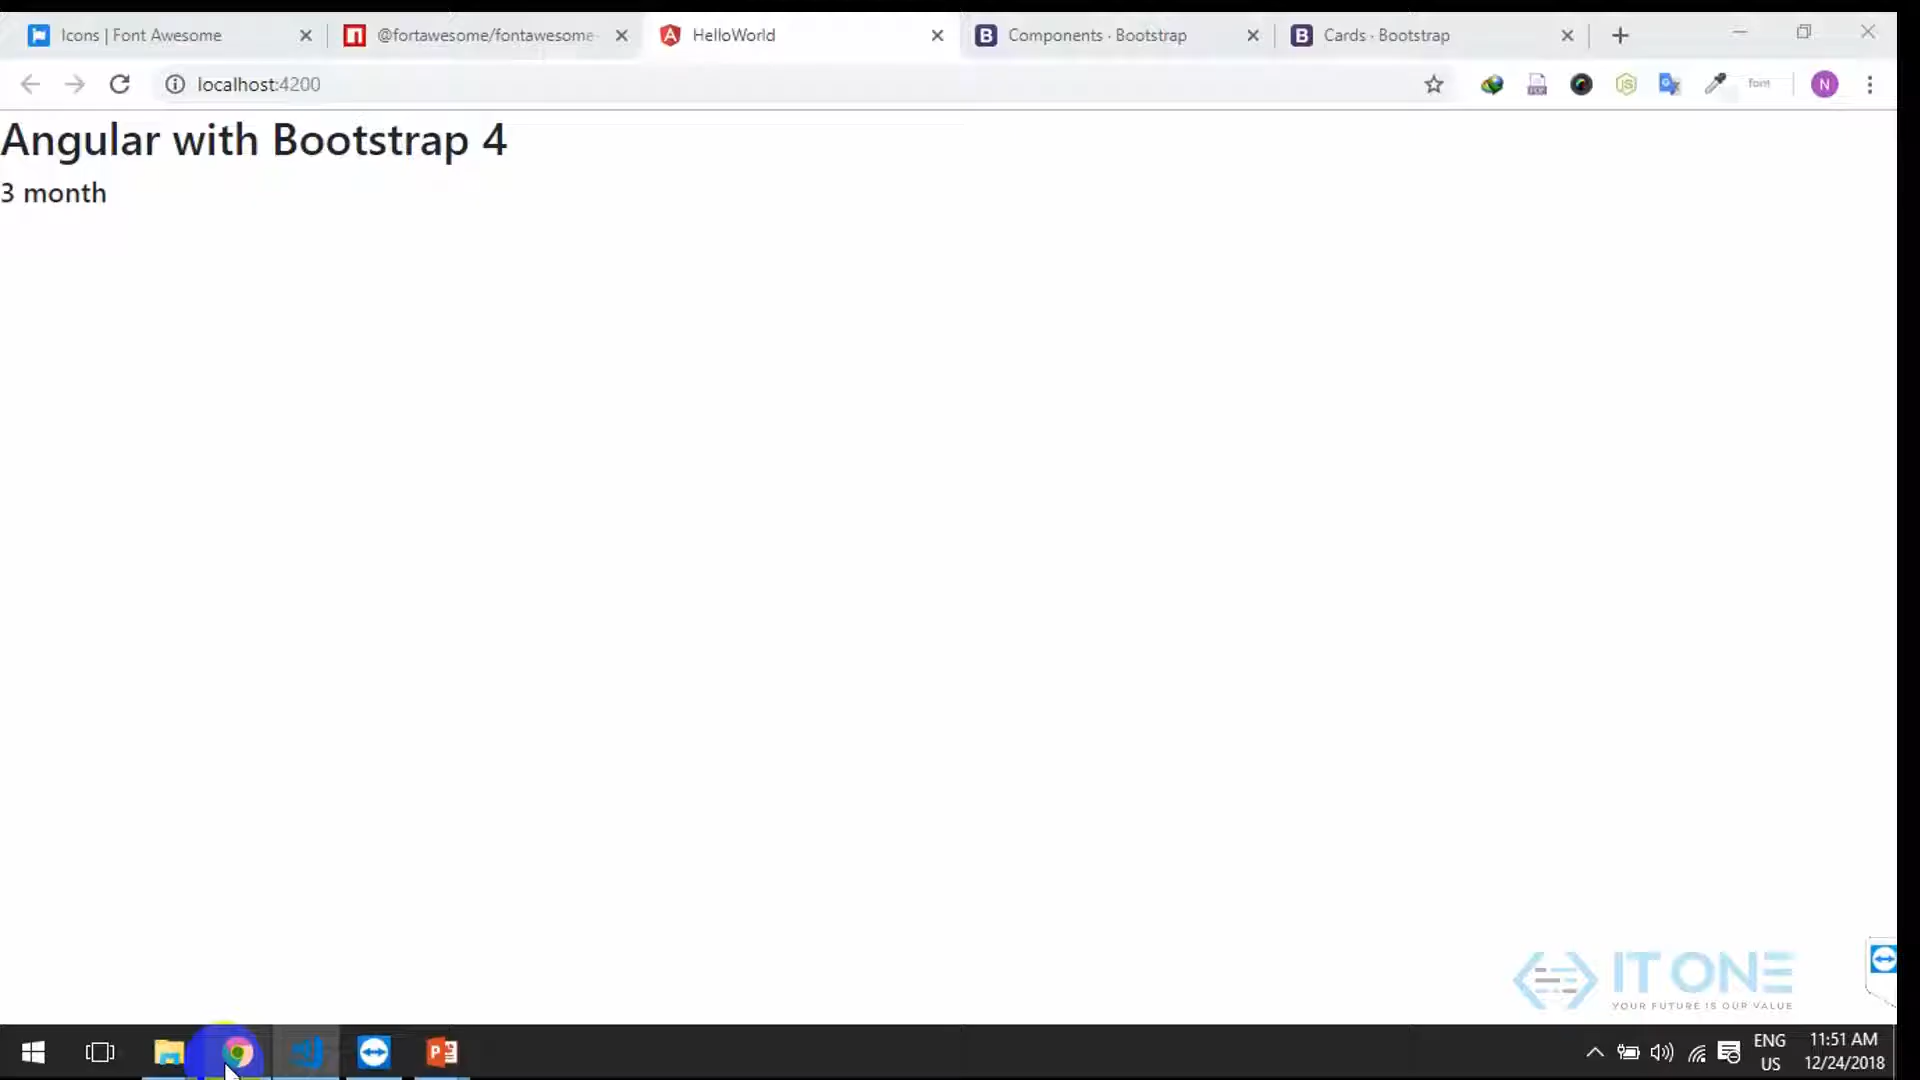 Icons | Font Awesome
@fortawesome/fontawesome-
HelloWorld
Components · Bootstrap
Cards · Bootstrap
localhost:4200
font
N
Angular with Bootstrap 4
3 month
IT ONE
YOUR FUTURE IS OUR VALUE
ENG
US
11:51 AM
12/24/2018